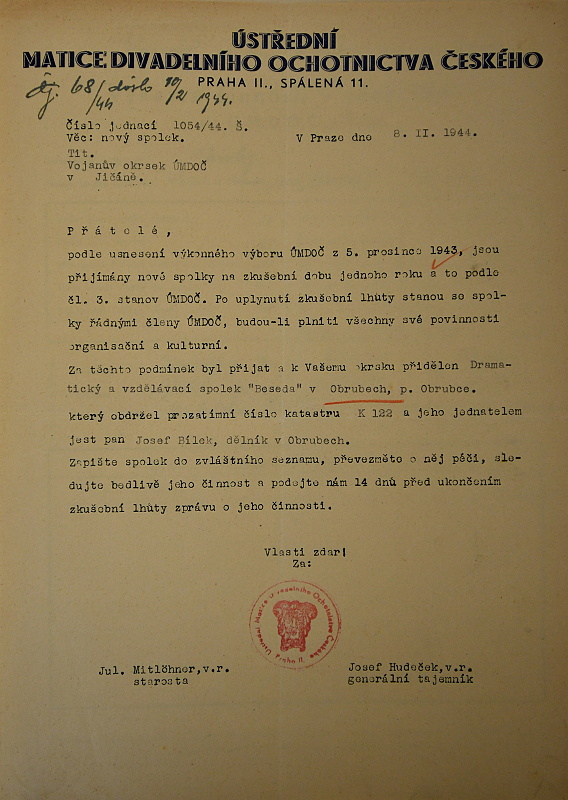 ÚSTŘEDNÍ
MATICE DIVADELNÍHO OCHOTNICTVA ČESKÉHO
PRAHA II., SPÁLENÁ 11.
čj. 68/44 došlo 10/2 1944.
Číslo jednací 1054/44. Š.
Věc: nový spolek.
V Praze dne 8. II. 1944.
Tit.
Vojanův okrsek ÚMDOČ
v Jičíně.
Přátelé,
podle usnesení výkonného výboru ÚMDOČ z 5. prosince 1943, jsou
přijímány nové spolky na zkušební dobu jednoho roku a to podle
čl. 3. stanov ÚMDOČ. Po uplynutí zkušební lhůty stanou se spol-
ky řádnými členy ÚMDOČ, budou-li plniti všechny své povinnosti
organisační a kulturní.
Za těchto podmínek byl přijat a k Vašemu okrsku přidělen Drama-
tický a vzdělávací spolek "Beseda" v Obrubech, p. Obrubce.
který obdržel prozatímní číslo katastru K 122 a jeho jednatelem
jest pan Josef Bílek, dělník v Obrubech.
Zapište spolek do zvláštního seznamu, převezměte o něj péči, sle-
dujte bedlivě jeho činnost a podejte nám 14 dnů před ukončením
zkušební lhůty zprávu o jeho činnosti.
Vlasti zdar!
Za:
Ústřední Matice Divadelního Ochotnictva Českého
Praha II.
Jul. Mitlöhner,v.r.
starosta
Josef Hudeček,v.r.
generální tajemník